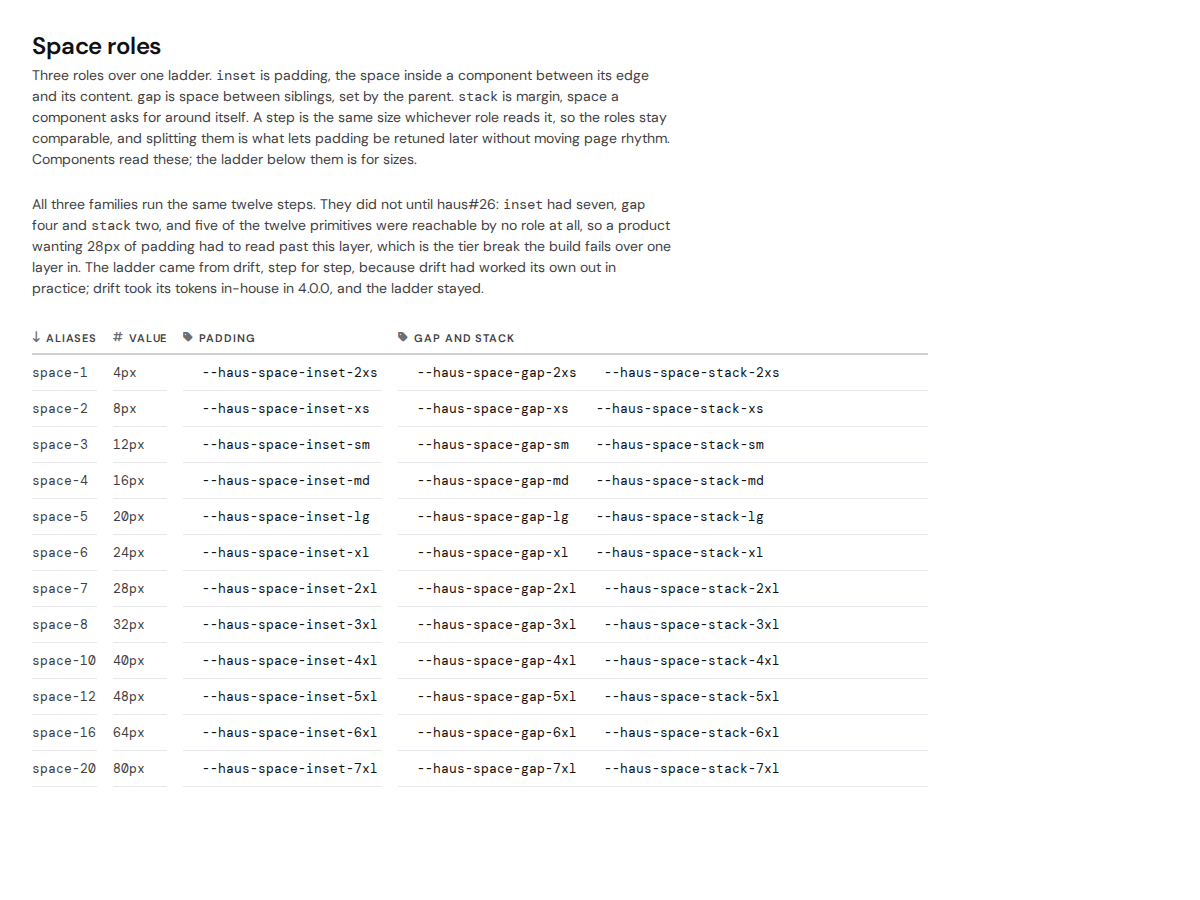 Space roles
Three roles over one ladder. inset is padding, the space inside a component between its edge
and its content. gap is space between siblings, set by the parent. stack is margin, space a
component asks for around itself. A step is the same size whichever role reads it, so the roles stay
comparable, and splitting them is what lets padding be retuned later without moving page rhythm.
Components read these; the ladder below them is for sizes.
All three families run the same twelve steps. They did not until haus#26: inset had seven, gap
four and stack two, and five of the twelve primitives were reachable by no role at all, so a product
wanting 28px of padding had to read past this layer, which is the tier break the build fails over one
layer in. The ladder came from drift, step for step, because drift had worked its own out in
practice; drift took its tokens in-house in 4.0.0, and the ladder stayed.
↓ ALIASES # VALUE PADDING GAP AND STACK
space-1 4px --haus-space-inset-2xs --haus-space-gap-2xs --haus-space-stack-2xs
space-2 8px --haus-space-inset-xs --haus-space-gap-xs --haus-space-stack-xs
space-3 12px --haus-space-inset-sm --haus-space-gap-sm --haus-space-stack-sm
space-4 16px --haus-space-inset-md --haus-space-gap-md --haus-space-stack-md
space-5 20px --haus-space-inset-lg --haus-space-gap-lg --haus-space-stack-lg
space-6 24px --haus-space-inset-xl --haus-space-gap-xl --haus-space-stack-xl
space-7 28px --haus-space-inset-2xl --haus-space-gap-2xl --haus-space-stack-2xl
space-8 32px --haus-space-inset-3xl --haus-space-gap-3xl --haus-space-stack-3xl
space-10 40px --haus-space-inset-4xl --haus-space-gap-4xl --haus-space-stack-4xl
space-12 48px --haus-space-inset-5xl --haus-space-gap-5xl --haus-space-stack-5xl
space-16 64px --haus-space-inset-6xl --haus-space-gap-6xl --haus-space-stack-6xl
space-20 80px --haus-space-inset-7xl --haus-space-gap-7xl --haus-space-stack-7xl